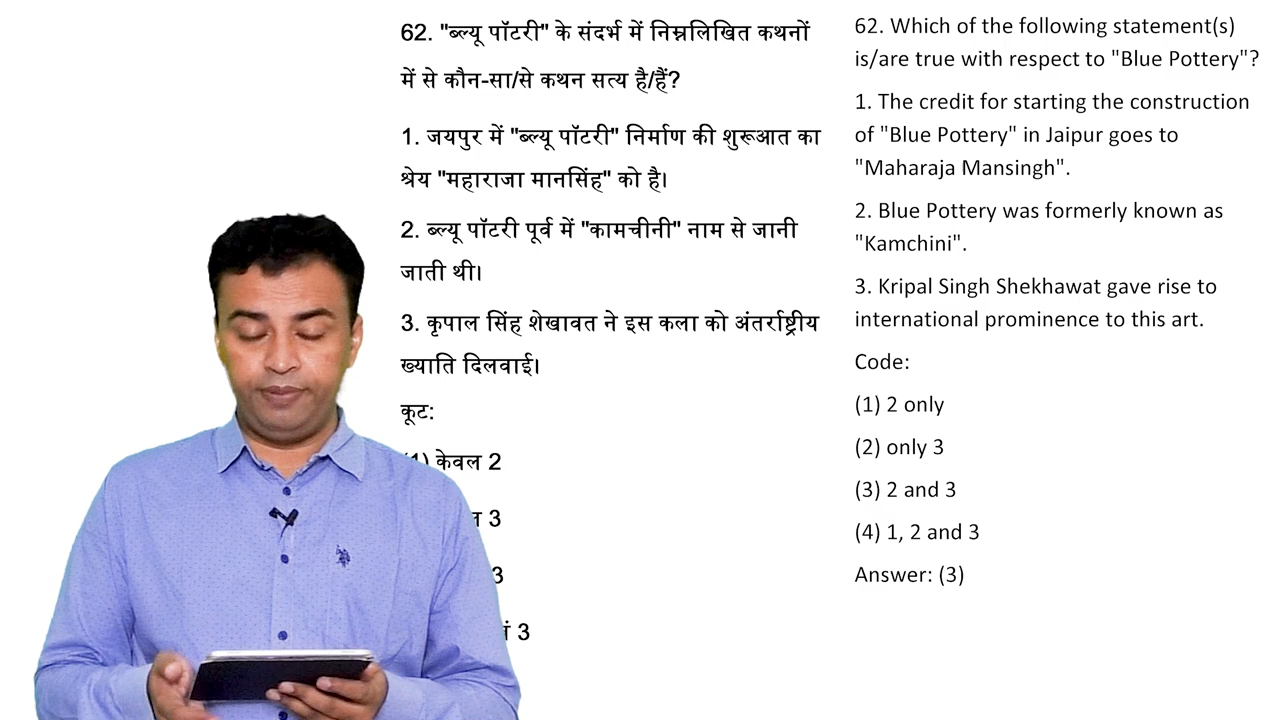 62. "ब्ल्यू पॉटरी" के संदर्भ में निम्नलिखित कथनों
में से कौन-सा/से कथन सत्य है/हैं?
1. जयपुर में "ब्ल्यू पॉटरी" निर्माण की शुरूआत का
श्रेय "महाराजा मानसिंह" को है।
2. ब्ल्यू पॉटरी पूर्व में "कामचीनी" नाम से जानी
जाती थी।
3. कृपाल सिंह शेखावत ने इस कला को अंतर्राष्ट्रीय
ख्याति दिलवाई।
कूट:
(1) केवल 2
3
3
3
62. Which of the following statement(s)
is/are true with respect to "Blue Pottery"?
1. The credit for starting the construction
of "Blue Pottery" in Jaipur goes to
"Maharaja Mansingh".
2. Blue Pottery was formerly known as
"Kamchini".
3. Kripal Singh Shekhawat gave rise to
international prominence to this art.
Code:
(1) 2 only
(2) only 3
(3) 2 and 3
(4) 1, 2 and 3
Answer: (3)